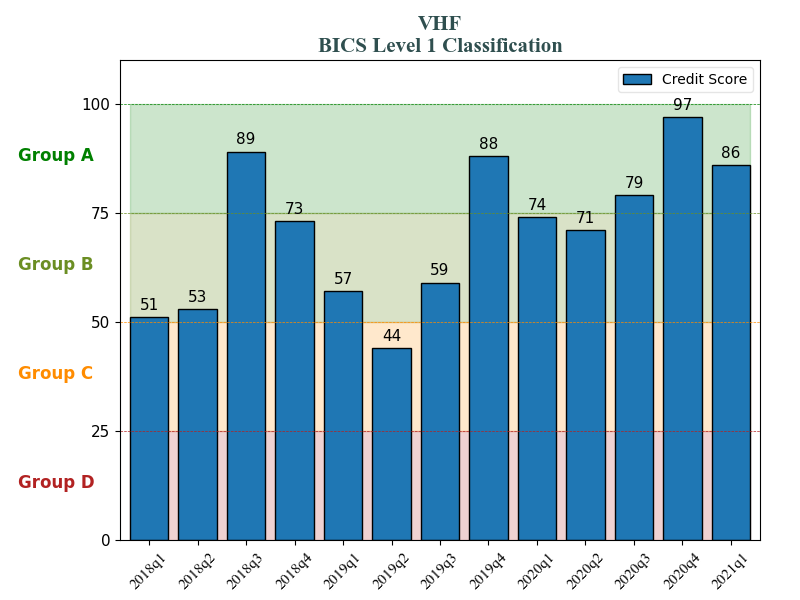 VHF
BICS Level 1 Classification
Credit Score
100
75
50
25
0
Group A
Group B
Group C
Group D
51
53
89
73
57
44
59
88
74
71
79
97
86
2018q1
2018q2
2018q3
2018q4
2019q1
2019q2
2019q3
2019q4
2020q1
2020q2
2020q3
2020q4
2021q1